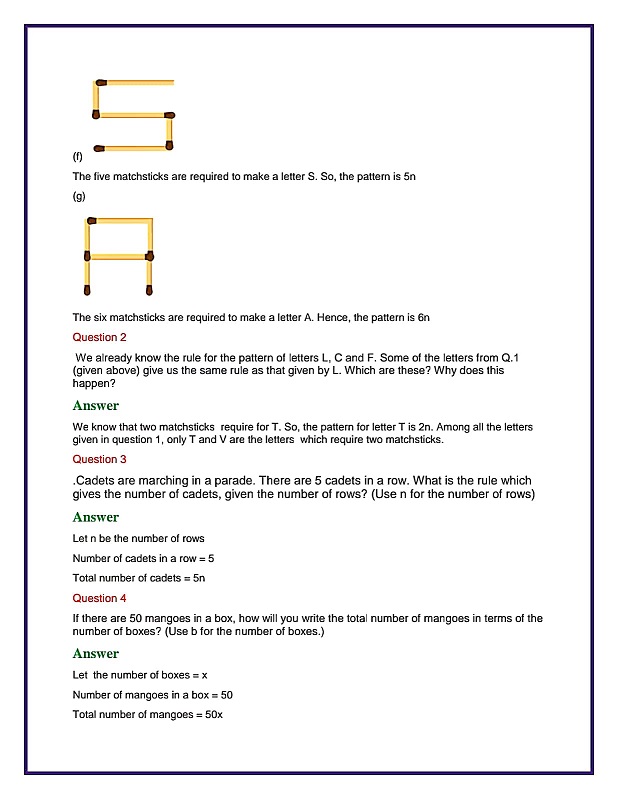 (f)
The five matchsticks are required to make a letter S. So, the pattern is 5n
(g)
The six matchsticks are required to make a letter A. Hence, the pattern is 6n
Question 2
We already know the rule for the pattern of letters L, C and F. Some of the letters from Q.1
(given above) give us the same rule as that given by L. Which are these? Why does this
happen?
Answer
We know that two matchsticks require for T. So, the pattern for letter T is 2n. Among all the letters
given in question 1, only T and V are the letters which require two matchsticks.
Question 3
.Cadets are marching in a parade. There are 5 cadets in a row. What is the rule which
gives the number of cadets, given the number of rows? (Use n for the number of rows)
Answer
Let n be the number of rows
Number of cadets in a row = 5
Total number of cadets = 5n
Question 4
If there are 50 mangoes in a box, how will you write the total number of mangoes in terms of the
number of boxes? (Use b for the number of boxes.)
Answer
Let the number of boxes = x
Number of mangoes in a box = 50
Total number of mangoes = 50x